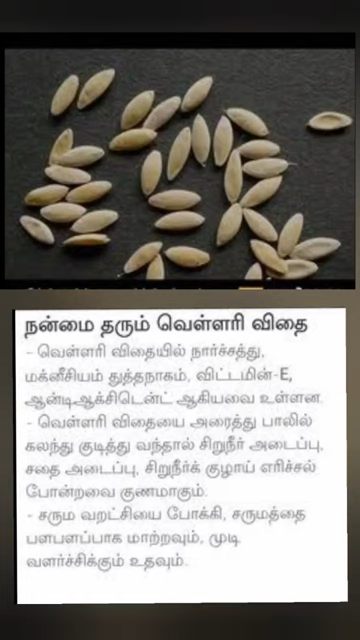 நன்மை தரும் வெள்ளரி விதை
- வெள்ளரி விதையில் நார்ச்சத்து,
மக்னீசியம் துத்தநாகம், விட்டமின்-E,
ஆன்டிஆக்சிடென்ட் ஆகியவை உள்ளன.
- வெள்ளரி விதையை அரைத்து பாலில்
கலந்து குடித்து வந்தால் சிறுநீர் அடைப்பு,
சதை அடைப்பு, சிறுநீர்க் குழாய் எரிச்சல்
போன்றவை குணமாகும்.
- சரும வறட்சியை போக்கி, சருமத்தை
பளபளப்பாக மாற்றவும், முடி
வளர்ச்சிக்கும் உதவும்.